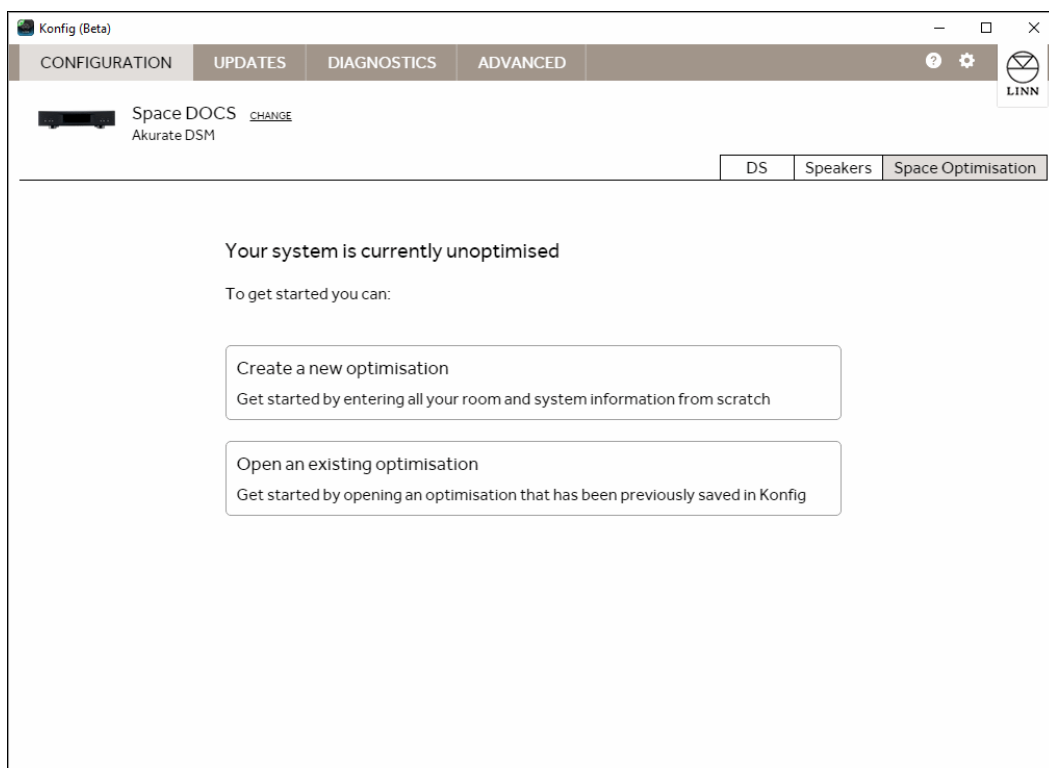 Konfig (Beta)
CONFIGURATION UPDATES DIAGNOSTICS ADVANCED
LINN
Space DOCS CHANGE
Akurate DSM
DS Speakers Space Optimisation
Your system is currently unoptimised
To get started you can:
Create a new optimisation
Get started by entering all your room and system information from scratch
Open an existing optimisation
Get started by opening an optimisation that has been previously saved in Konfig